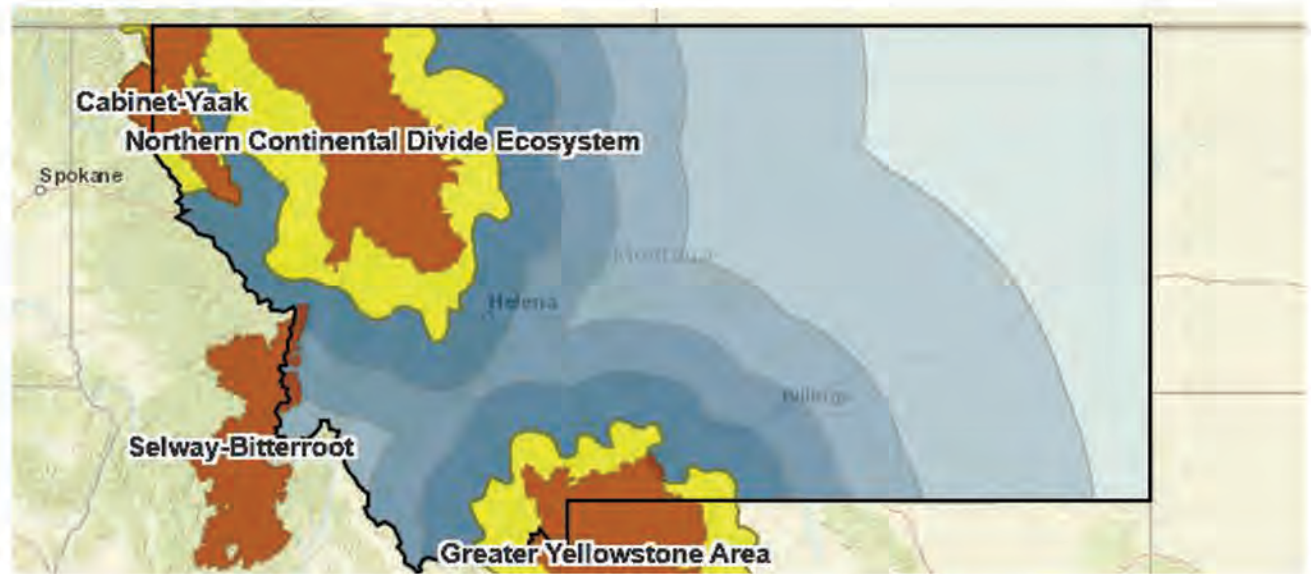 Cabinet-Yaak
Northern Continental Divide Ecosystem
Spokane
Montana
Helena
Billings
Selway-Bitterroot
Greater Yellowstone Area